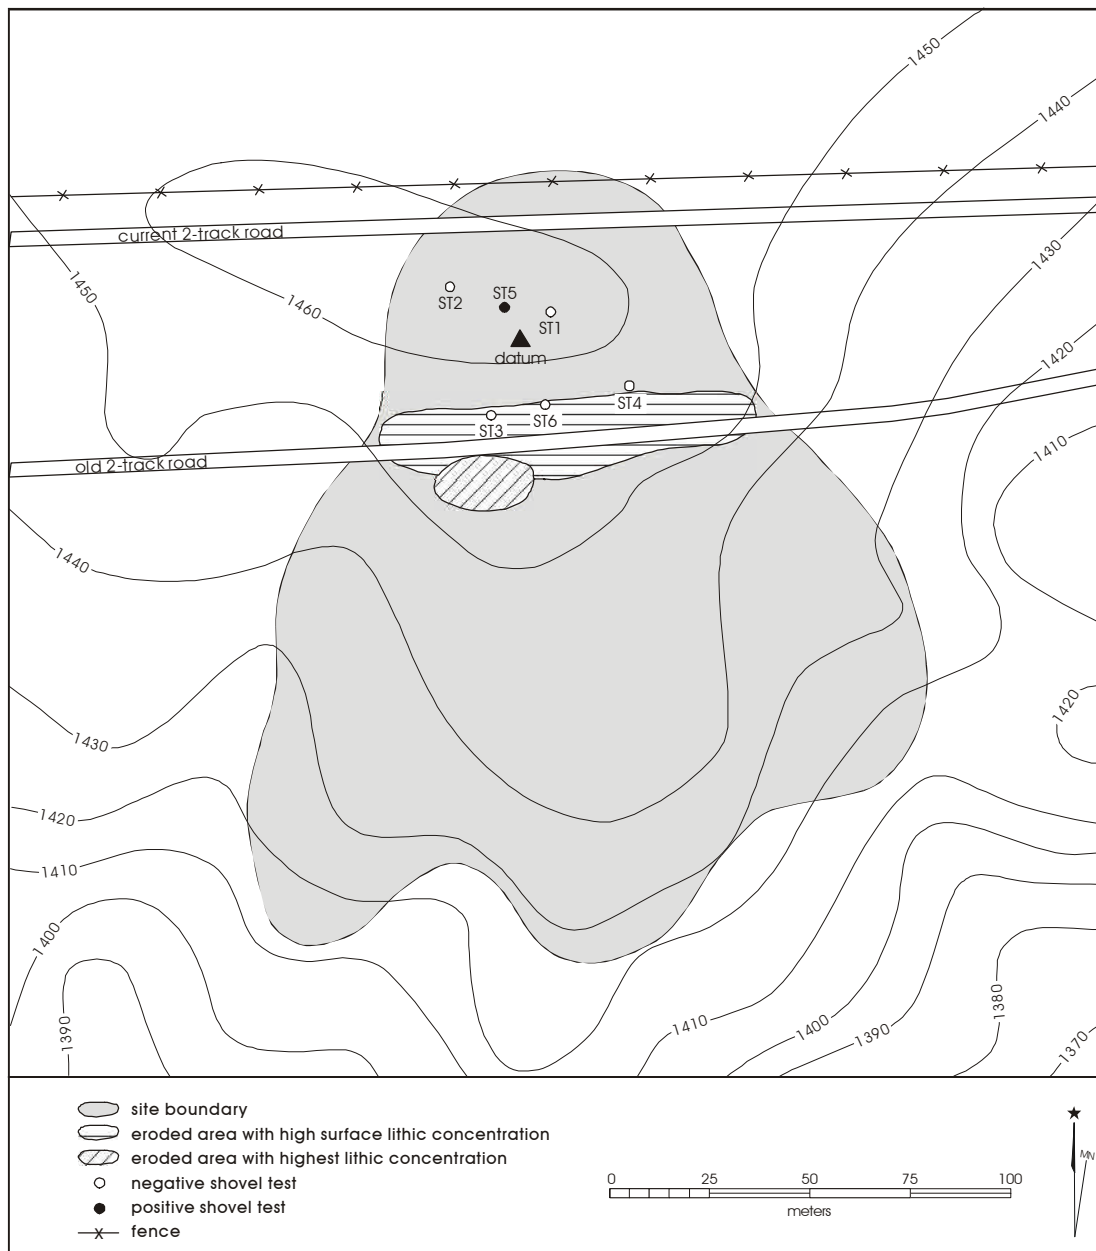 1450
1440
current 2-track road
1430
1450
1460
ST2
ST5
ST1
datum
1420
ST4
ST3
ST6
1410
old 2-track road
1440
1420
1430
1420
1410
1400
1390
1410
1400
1390
1380
1370
site boundary
eroded area with high surface lithic concentration
eroded area with highest lithic concentration
negative shovel test
positive shovel test
fence
0 25 50 75 100
meters
MN